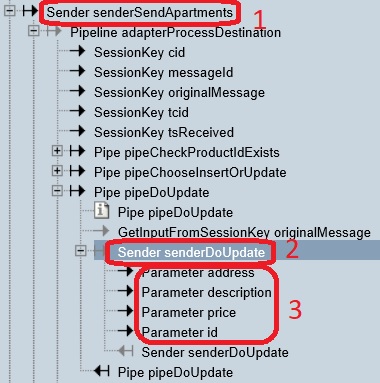 Sender senderSendApartments 1
Pipeline adapterProcessDestination
SessionKey cid
SessionKey messageId
SessionKey originalMessage
SessionKey tcid
SessionKey tsReceived
Pipe pipeCheckProductIdExists
Pipe pipeChooseInsertOrUpdate
Pipe pipeDoUpdate
Pipe pipeDoUpdate
GetInputFromSessionKey originalMessage
Sender senderDoUpdate 2
Parameter address
Parameter description
Parameter price 3
Parameter id
Sender senderDoUpdate
Pipe pipeDoUpdate